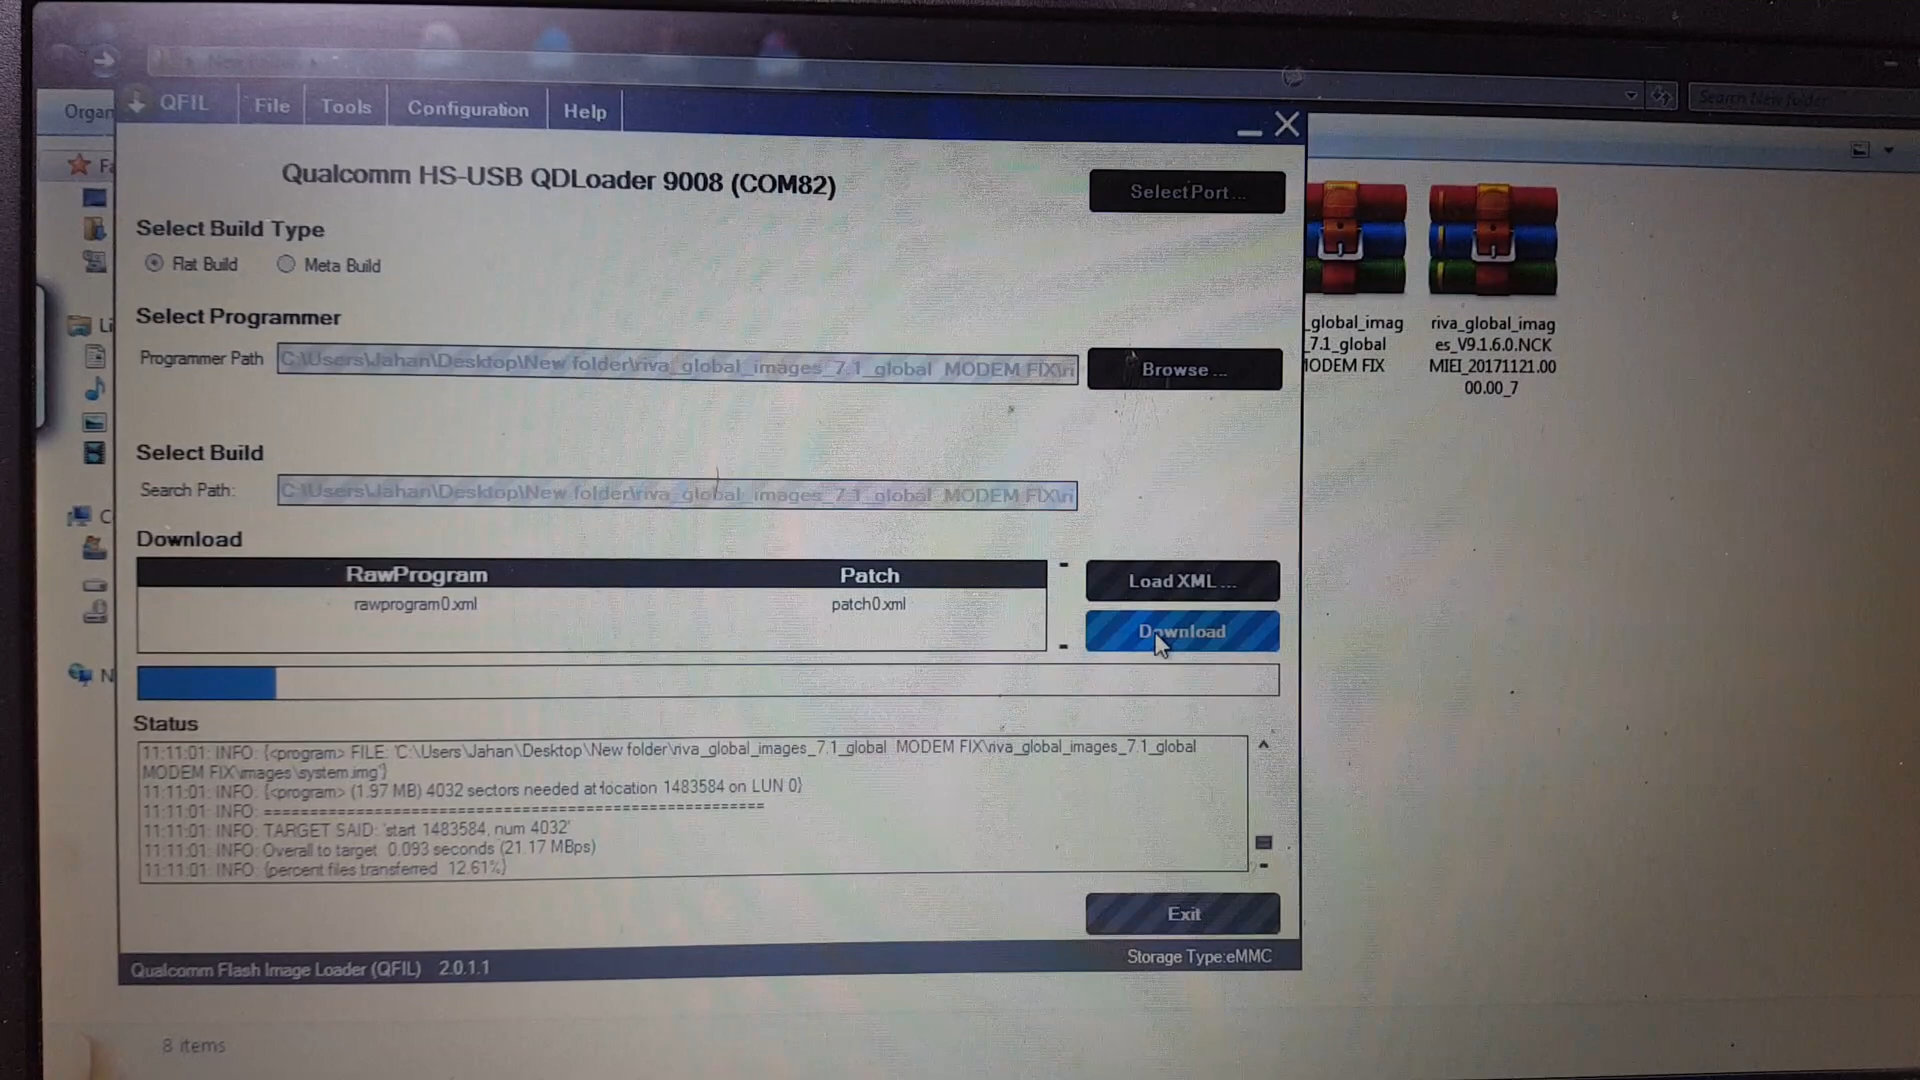 Search New folder
Organ
QFIL File Tools Configuration Help
Qualcomm HS-USB QDLoader 9008 (COM82)
Select Port ...
Select Build Type
Flat Build Meta Build
Select Programmer
Programmer Path C:\Users\Jahan\Desktop\New folder\riva_global_images_7.1_global MODEM FIX\ri
Browse ...
Select Build
Search Path: C:\Users\Jahan\Desktop\New folder\riva_global_images_7.1_global MODEM FIX\ri
Download
RawProgram Patch
rawprogram0.xml patch0.xml
Load XML ...
Download
Status
11:11:01: INFO: {<program> FILE: 'C:\Users\Jahan\Desktop\New folder\riva_global_images_7.1_global MODEM FIX\riva_global_images_7.1_global
MODEM FIX\images\system.img'}
11:11:01: INFO: {<program> (1.97 MB) 4032 sectors needed at location 1483584 on LUN 0}
11:11:01: INFO: =======================================================
11:11:01: INFO: TARGET SAID: 'start 1483584, num 4032'
11:11:01: INFO: Overall to target 0.093 seconds (21.17 MBps)
11:11:01: INFO: {percent files transferred 12.61%}
Exit
Qualcomm Flash Image Loader (QFIL) 2.0.1.1
Storage Type:eMMC
Fa
Li
C
N
_global_imag
_7.1_global
MODEM FIX
riva_global_imag
es_V9.1.6.0.NCK
MIEI_20171121.00
00.00_7
8 items